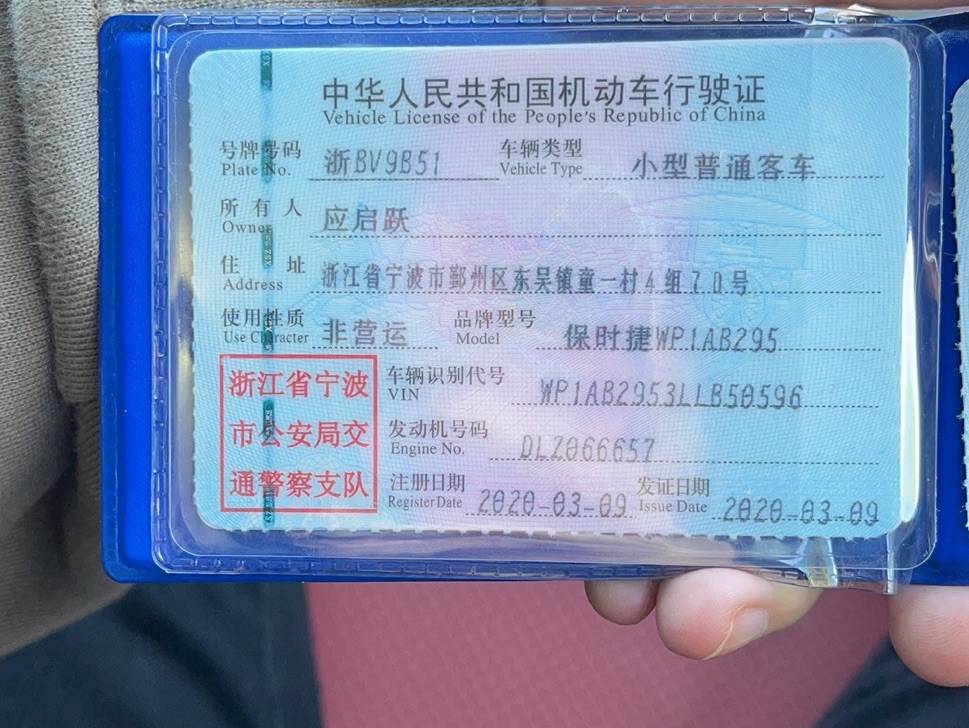 中华人民共和国机动车行驶证
Vehicle License of the People's Republic of China
号牌号码 浙BV9B51 车辆类型 小型普通客车
Plate No. Vehicle Type
所有人 应启跃
Owner
住址 浙江省宁波市鄞州区东吴镇童一村4组70号
Address
使用性质 非营运 品牌型号 保时捷WP1AB295
Use Character Model
浙江省宁波
市公安局交
通警察支队
车辆识别代号 WP1AB2953LLB50596
VIN
发动机号码 DLZ066657
Engine No.
注册日期 2020-03-09 发证日期 2020-03-09
Register Date Issue Date